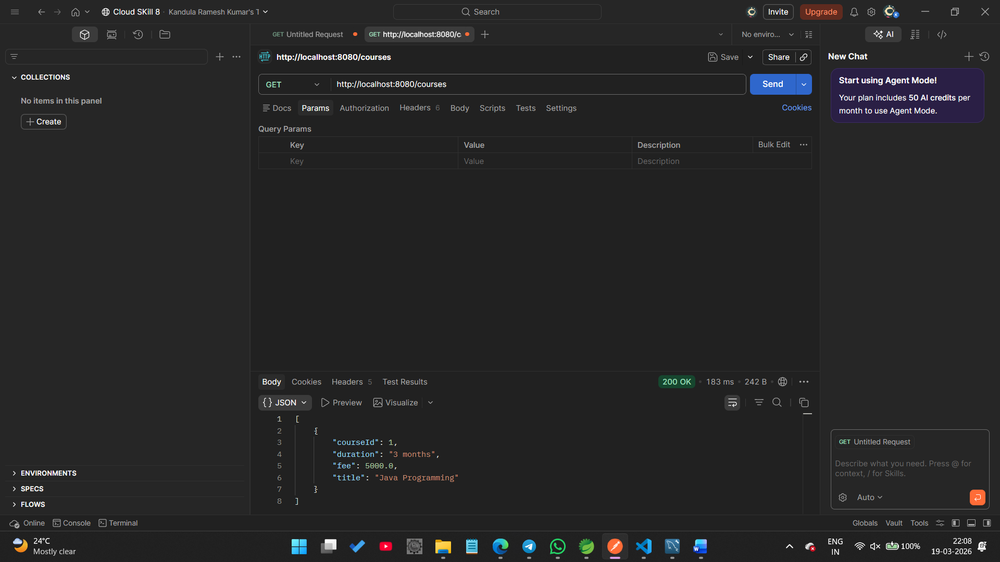 Cloud SKill 8 · Kandula Ramesh Kumar's T
Search
Invite
Upgrade
K
GET Untitled Request
GET http://localhost:8080/c
No enviro...
AI
HTTP http://localhost:8080/courses
Save
Share
New Chat
COLLECTIONS
No items in this panel
Create
GET
http://localhost:8080/courses
Send
Start using Agent Mode!
Your plan includes 50 AI credits per
month to use Agent Mode.
Docs Params Authorization Headers 6 Body Scripts Tests Settings
Cookies
Query Params
Key Value Description Bulk Edit
Key Value Description
Body Cookies Headers 5 Test Results
200 OK • 183 ms • 242 B •
{ } JSON Preview Visualize
1 [
2 {
3 "courseId": 1,
4 "duration": "3 months",
5 "fee": 5000.0,
6 "title": "Java Programming"
7 }
8 ]
ENVIRONMENTS
SPECS
FLOWS
GET Untitled Request
Describe what you need. Press @ for
context, / for Skills.
Auto
Online Console Terminal
Globals Vault Tools
24°C
Mostly clear
W
ENG
IN
100%
22:08
19-03-2026